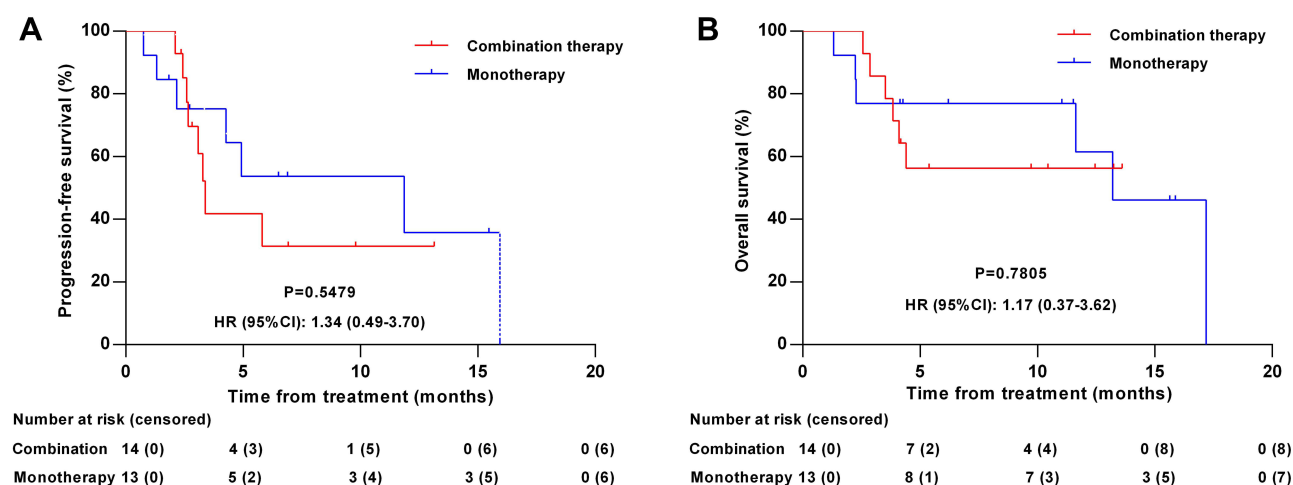 A
Progression-free survival (%)
100
80
60
40
20
0
Combination therapy
Monotherapy
P=0.5479
HR (95%CI): 1.34 (0.49-3.70)
0 5 10 15 20
Time from treatment (months)
Number at risk (censored)
Combination 14 (0) 4 (3) 1 (5) 0 (6) 0 (6)
Monotherapy 13 (0) 5 (2) 3 (4) 3 (5) 0 (6)
B
Overall survival (%)
100
80
60
40
20
0
Combination therapy
Monotherapy
P=0.7805
HR (95%CI): 1.17 (0.37-3.62)
0 5 10 15 20
Time from treatment (months)
Number at risk (censored)
Combination 14 (0) 7 (2) 4 (4) 0 (8) 0 (8)
Monotherapy 13 (0) 8 (1) 7 (3) 3 (5) 0 (7)